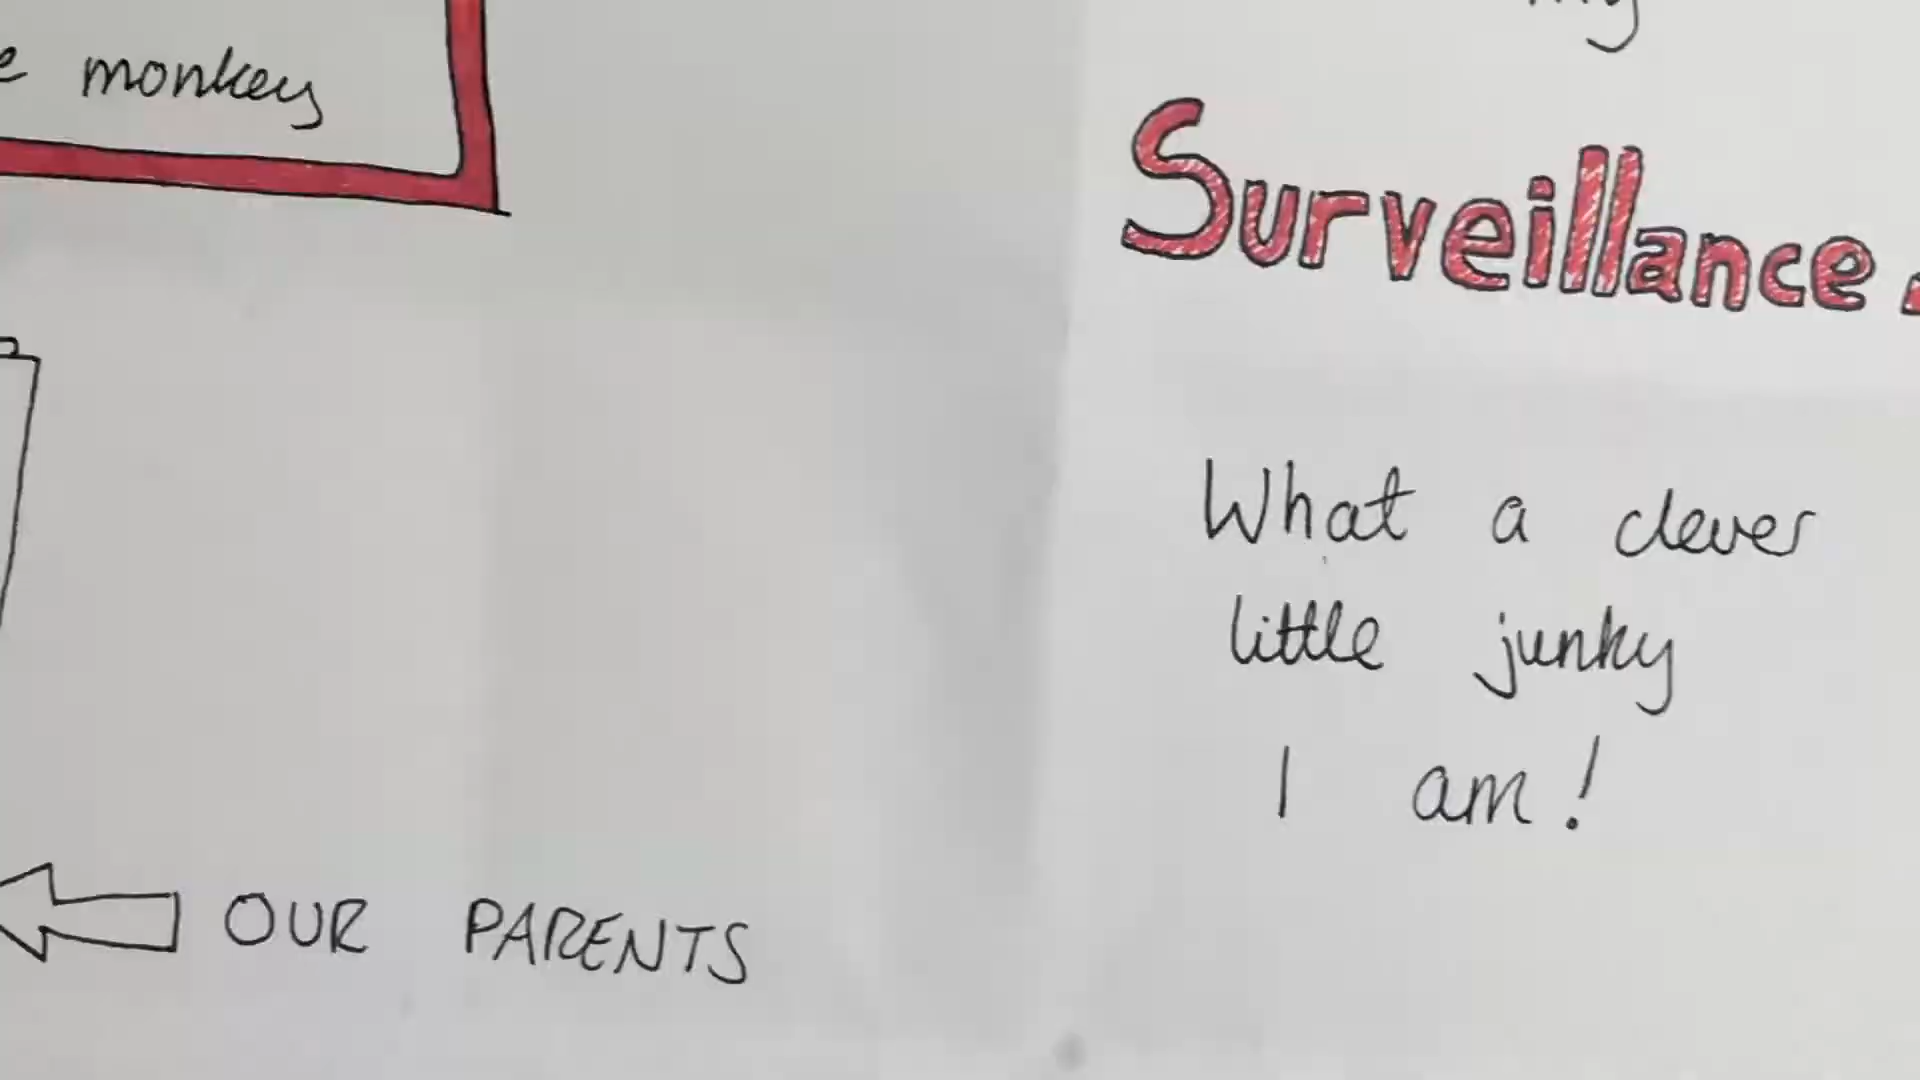 monkey
Surveillance
What a clever
little junky
I am!
OUR PARENTS